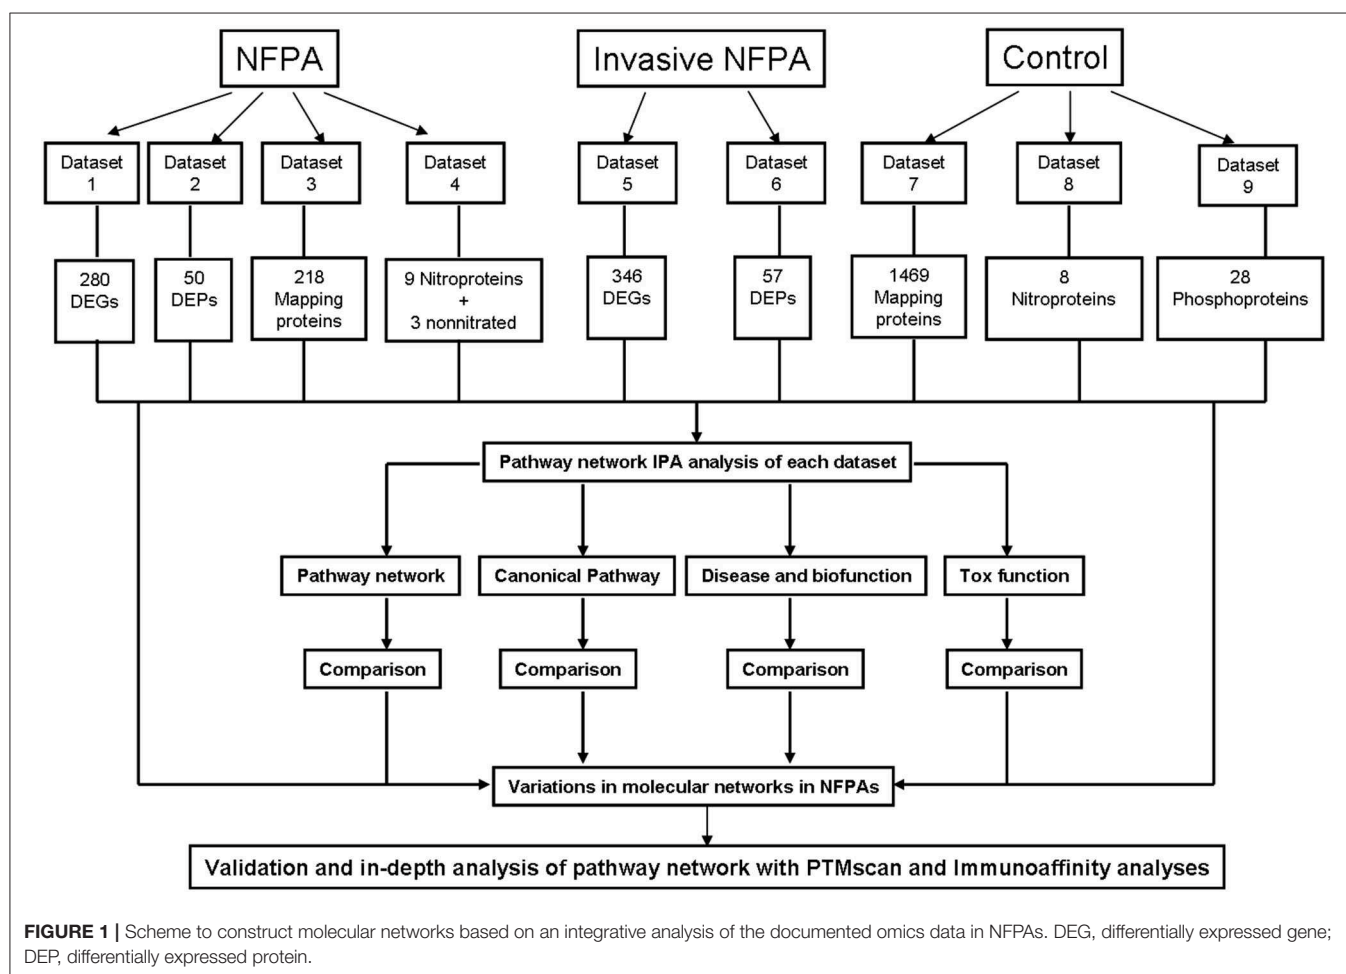 NFPA
Invasive NFPA
Control
Dataset
1
Dataset
2
Dataset
3
Dataset
4
Dataset
5
Dataset
6
Dataset
7
Dataset
8
Dataset
9
280
DEGs
50
DEPs
218
Mapping
proteins
9 Nitroproteins
+
3 nonnitrated
346
DEGs
57
DEPs
1469
Mapping
proteins
8
Nitroproteins
28
Phosphoproteins
Pathway network IPA analysis of each dataset
Pathway network
Canonical Pathway
Disease and biofunction
Tox function
Comparison
Comparison
Comparison
Comparison
Variations in molecular networks in NFPAs
Validation and in-depth analysis of pathway network with PTMscan and Immunoaffinity analyses
FIGURE 1 | Scheme to construct molecular networks based on an integrative analysis of the documented omics data in NFPAs. DEG, differentially expressed gene;
DEP, differentially expressed protein.